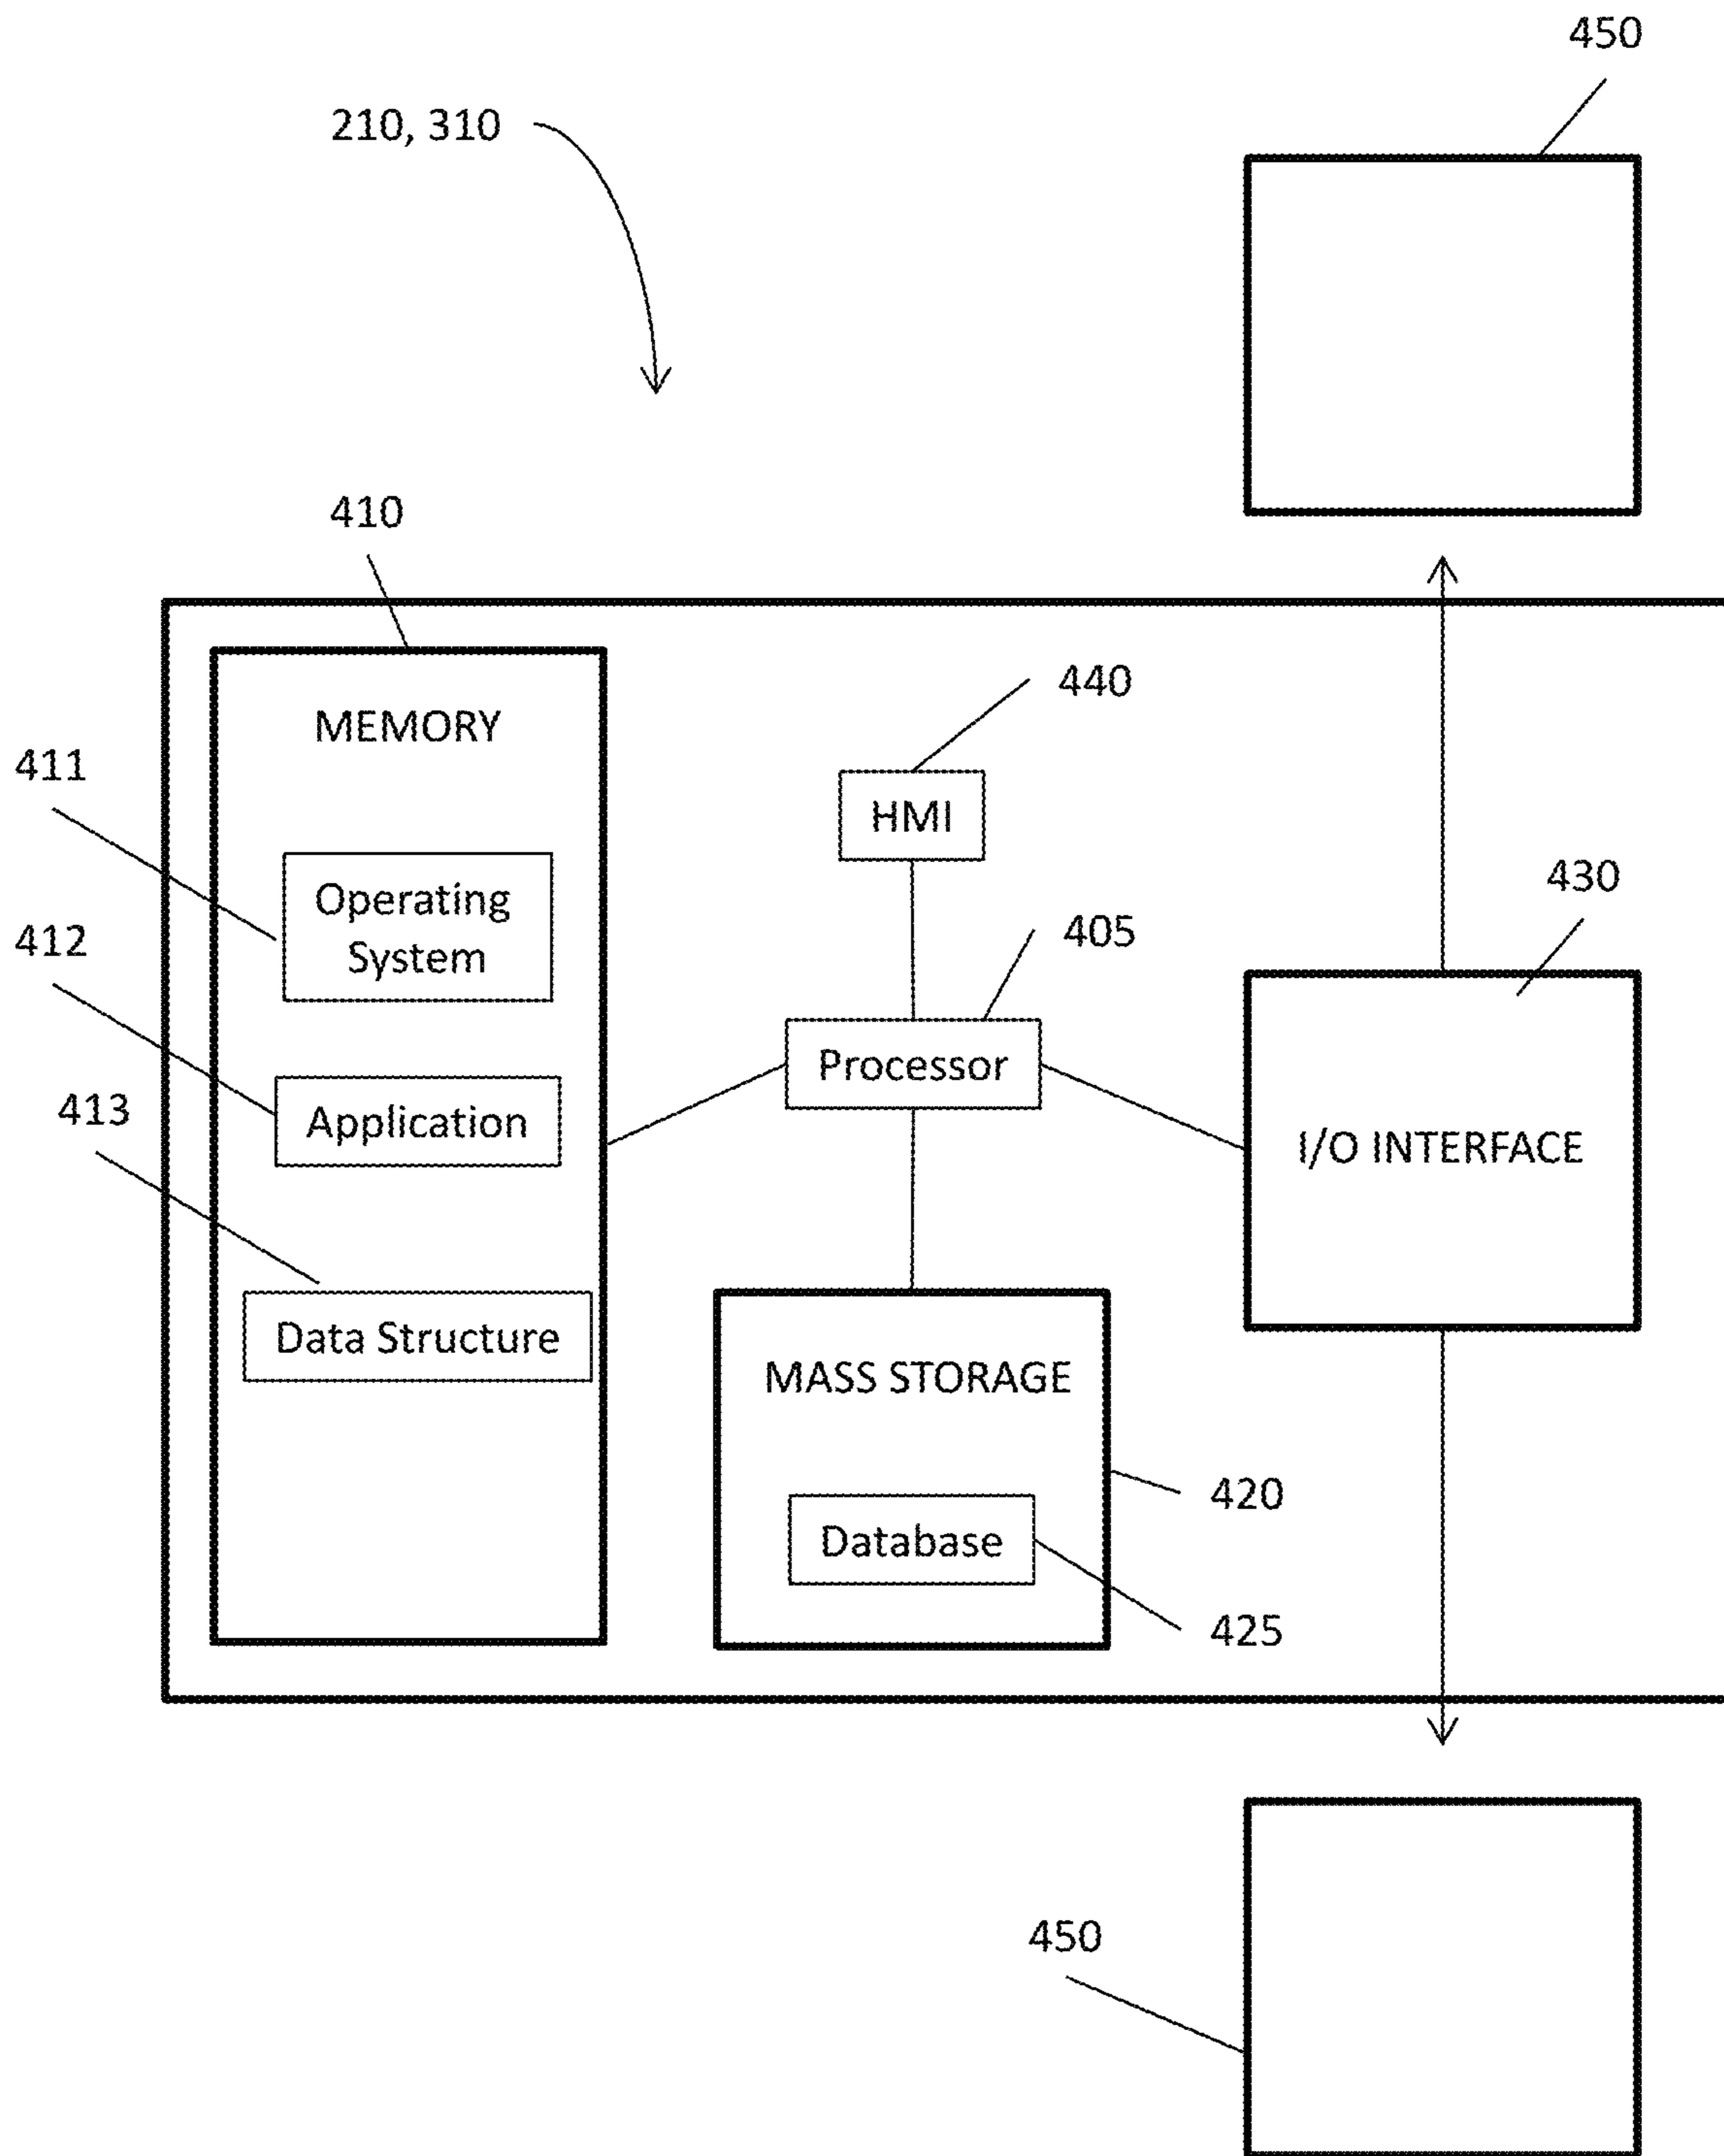 450
210, 310
410
440
MEMORY
411
HMI
430
Operating
System
412
405
Processor
413
Application
I/O INTERFACE
Data Structure
MASS STORAGE
420
Database
425
450